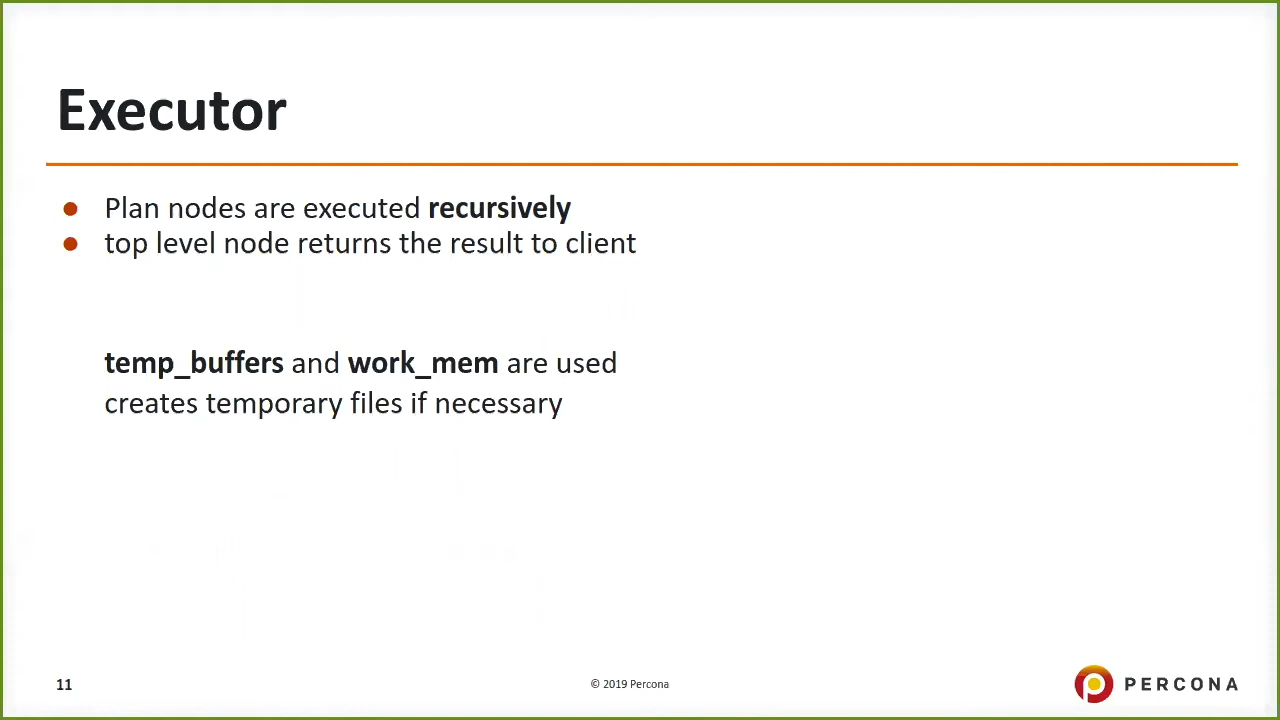 Executor
● Plan nodes are executed recursively
● top level node returns the result to client
temp_buffers and work_mem are used
creates temporary files if necessary
11
© 2019 Percona
PERCONA